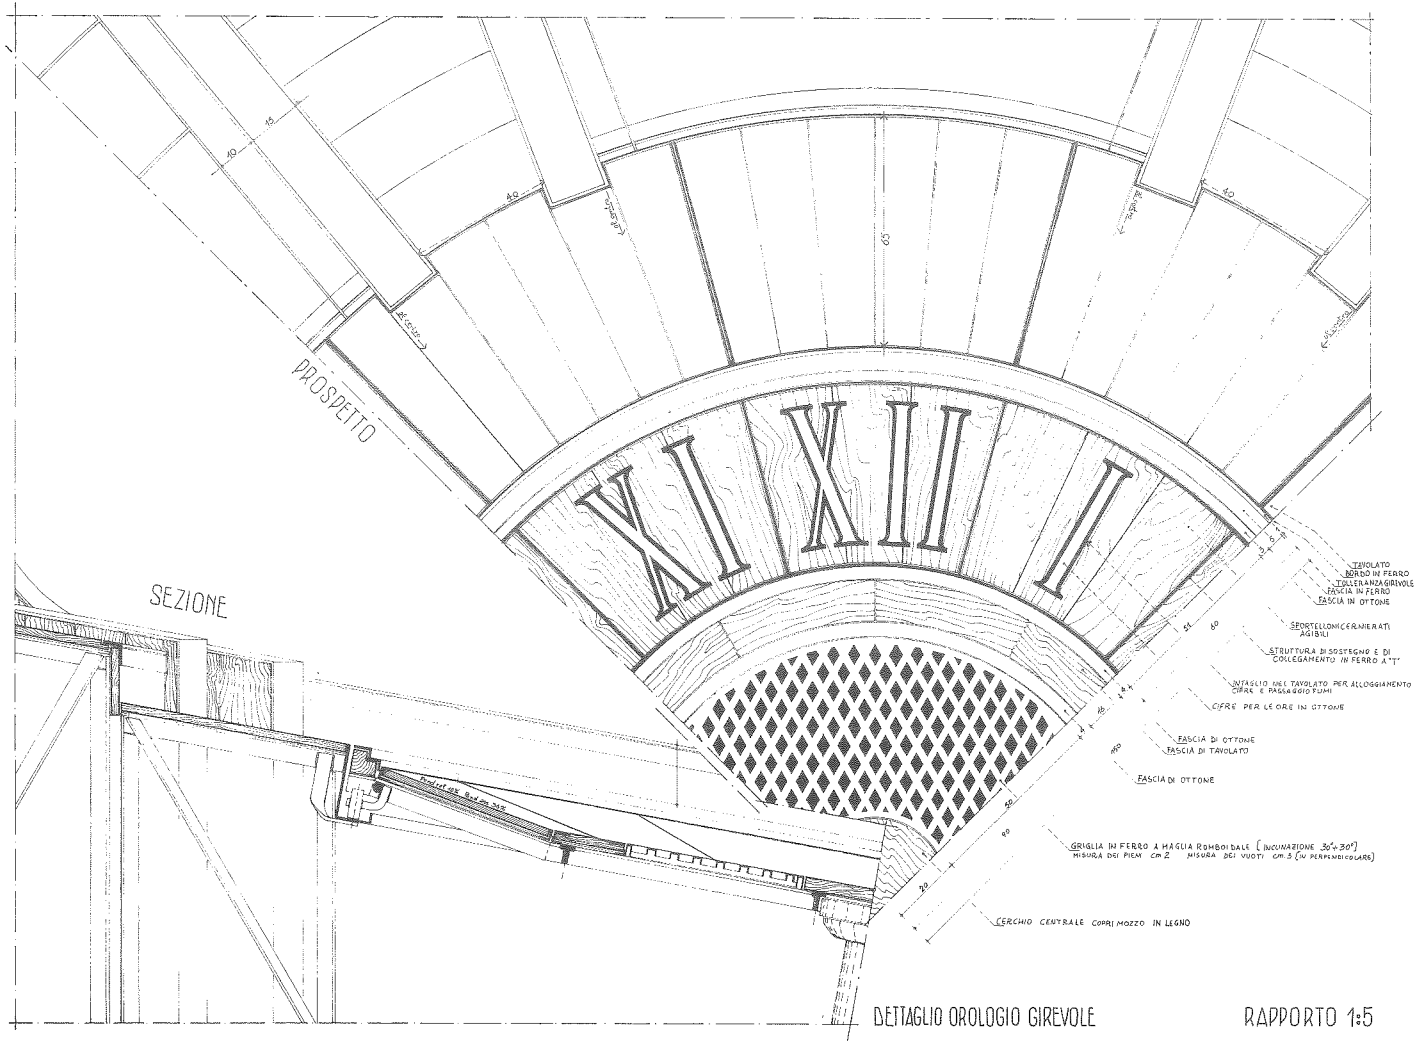 15
10
40
40
65
PROSPETTO
XI XII I
SEZIONE
3 6
TAVOLATO
BORDO IN FERRO
TOLLERANZA GIREVOLE
FASCIA IN FERRO
FASCIA IN OTTONE
SPORTELLONI CERNIERATI
AGIBILI
55
60
STRUTTURA DI SOSTEGNO E DI
COLLEGAMENTO IN FERRO A "T"
INTAGLIO NEL TAVOLATO PER ALLOGGIAMENTO
CIFRE E PASSAGGIO FUMI
CIFRE PER LE ORE IN OTTONE
FASCIA DI OTTONE
FASCIA DI TAVOLATO
FASCIA DI OTTONE
50
90
20
GRIGLIA IN FERRO A MAGLIA ROMBOIDALE ( INCLINAZIONE 30°+30°)
MISURA DEI PIENI cm 2 MISURA DEI VUOTI cm.3 (IN PERPENDICOLARE)
CERCHIO CENTRALE COPRIMOZZO IN LEGNO
DETTAGLIO OROLOGIO GIREVOLE
RAPPORTO 1:5